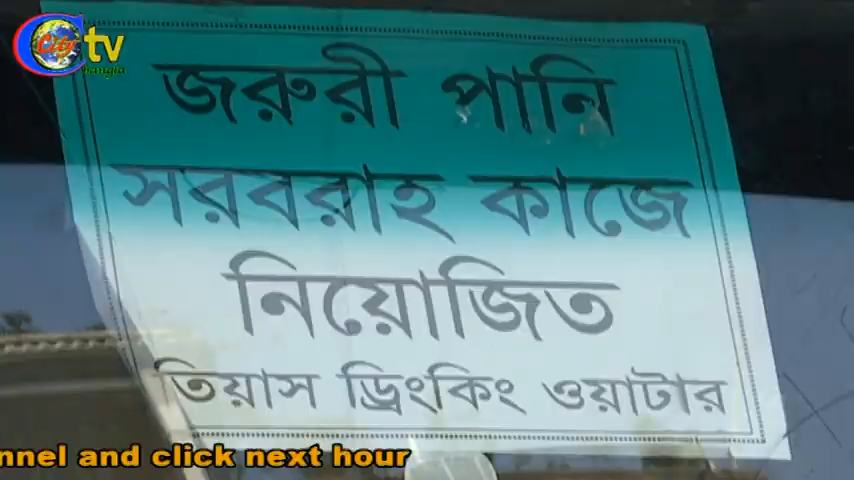 City tv
bangla
জরুরী পানি
সরবরাহ কাজে
নিয়োজিত
তিয়াস ড্রিংকিং ওয়াটার
nnel and click next hour